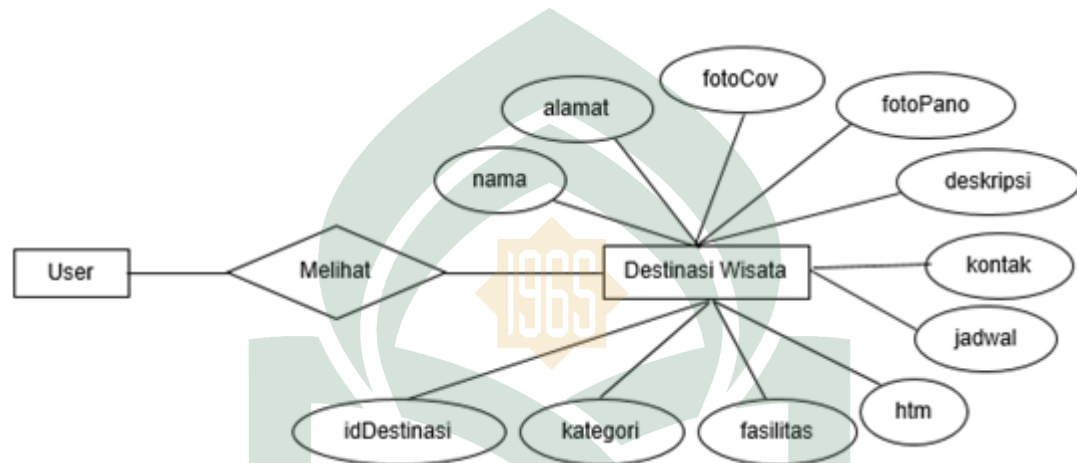 fotoCov
alamat
fotoPano
nama
deskripsi
User
Melihat
Destinasi Wisata
kontak
1965
jadwal
htm
idDestinasi
kategori
fasilitas